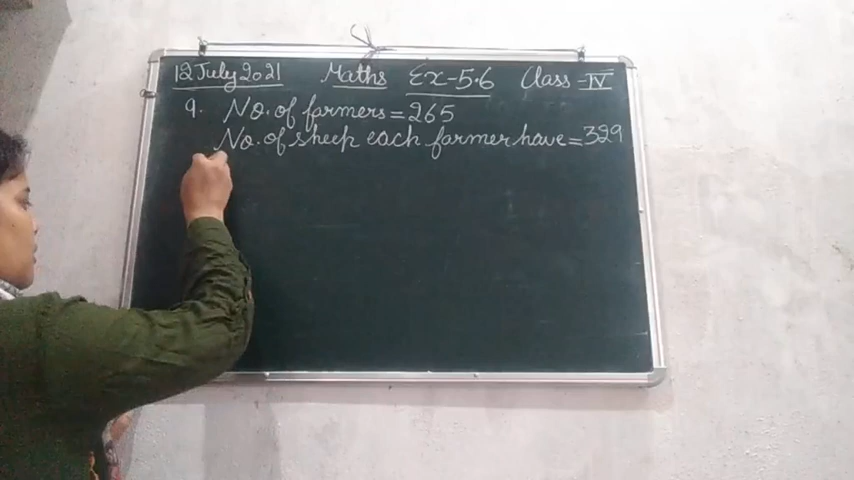 12 July 2021 Maths Ex-5.6 Class-IV
9. No. of farmers = 265
No. of sheep each farmer have = 329